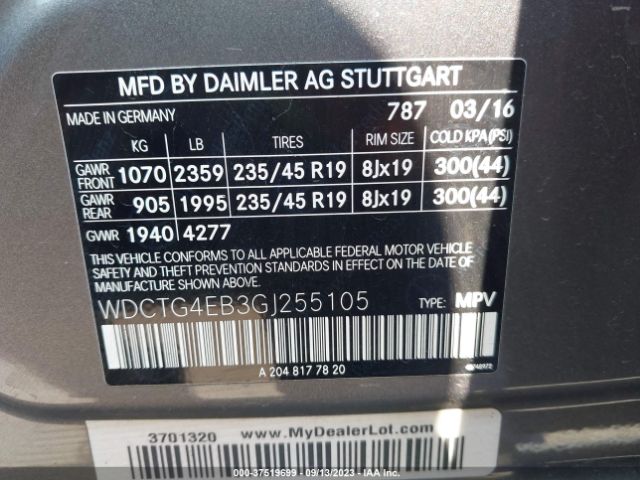 MFD BY DAIMLER AG STUTTGART
MADE IN GERMANY 787 03/16
KG LB TIRES RIM SIZE COLD KPA(PSI)
GAWR FRONT 1070 2359 235/45 R19 8Jx19 300(44)
GAWR REAR 905 1995 235/45 R19 8Jx19 300(44)
GVWR 1940 4277
THIS VEHICLE CONFORMS TO ALL APPLICABLE FEDERAL MOTOR VEHICLE
SAFETY, BUMPER, AND THEFT PREVENTION STANDARDS IN EFFECT ON THE DATE OF
MANUFACTURE SHOWN ABOVE.
WDCTG4EB3GJ255105 TYPE: MPV
A 204 817 78 20
3701320 www.MyDealerLot.com
000-37519699 - 09/13/2023 - IAA Inc.